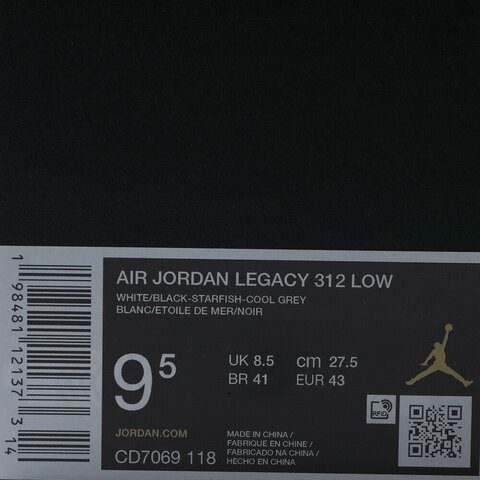 AIR JORDAN LEGACY 312 LOW
WHITE/BLACK-STARFISH-COOL GREY
BLANC/ETOILE DE MER/NOIR
9⁵
UK 8.5 cm 27.5
BR 41 EUR 43
RFID
JORDAN.COM
CD7069 118
MADE IN CHINA /
FABRIQUE EN CHINE /
FABRICADO NA CHINA /
HECHO EN CHINA
1 98481 12137 3 14